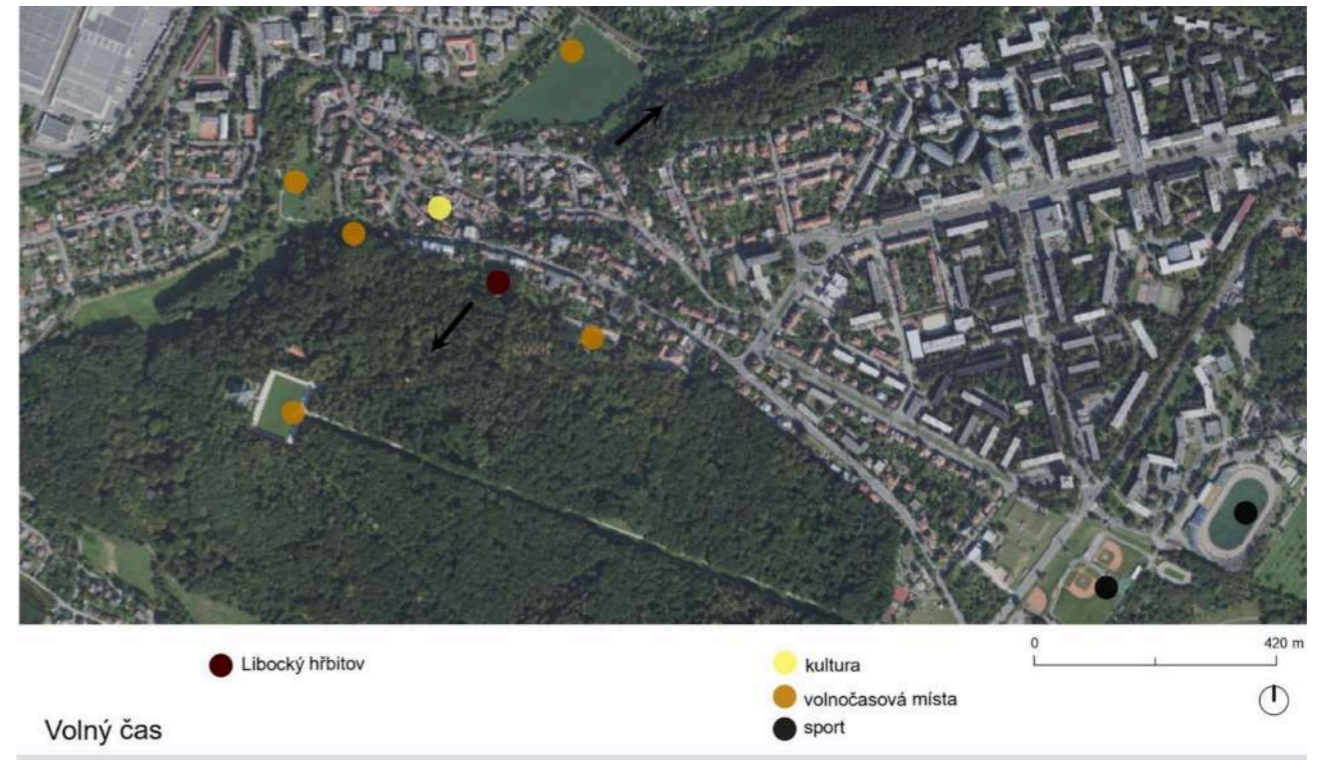 0 420 m
Libocký hřbitov
kultura
volnočasová místa
sport
Volný čas